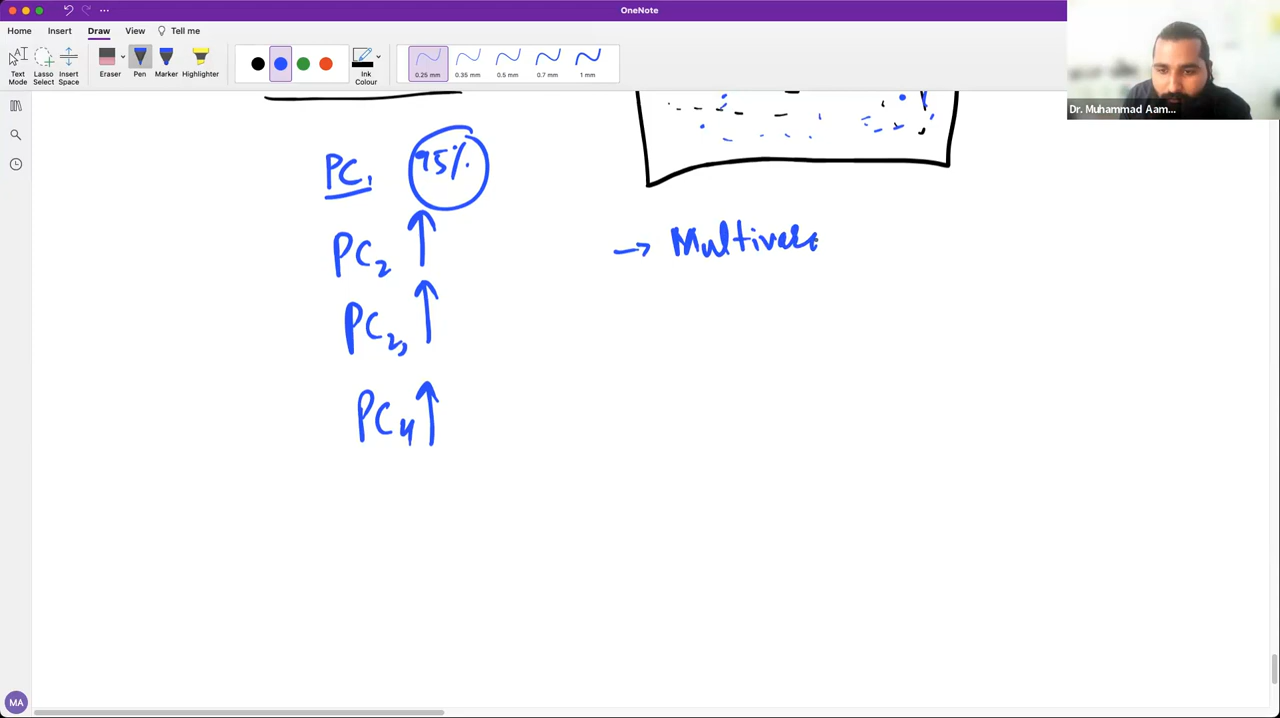 OneNote
Home Insert Draw View Tell me
Text Mode
Lasso Select
Insert Space
Eraser
Pen
Marker
Highlighter
Ink Colour
0.25 mm
0.35 mm
0.5 mm
0.7 mm
1 mm
Dr. Muhammad Aam...
PC1 95%
PC2
→ Multivare
PC2,
PC4
MA